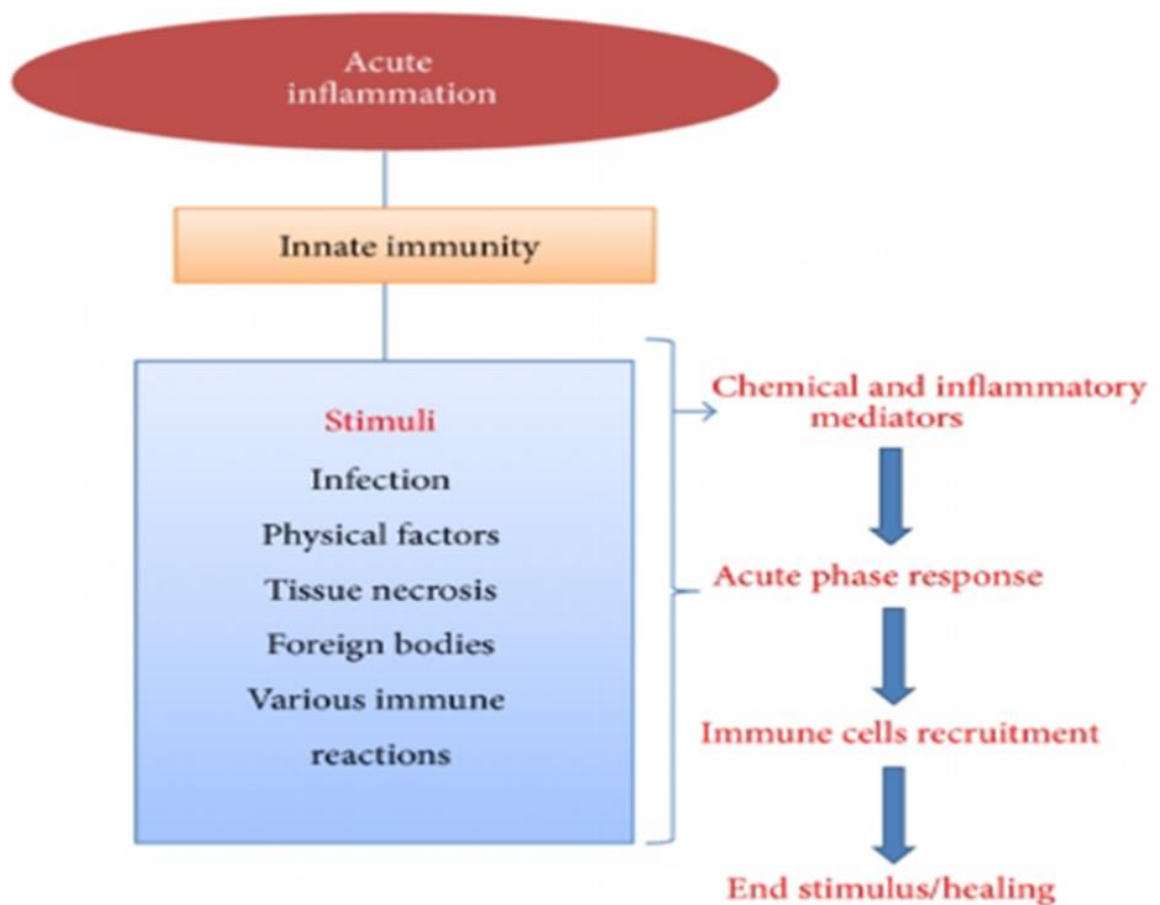 Acute
inflammation
Innate immunity
Stimuli
Infection
Physical factors
Tissue necrosis
Foreign bodies
Various immune
reactions
Chemical and inflammatory
mediators
Acute phase response
Immune cells recruitment
End stimulus/healing